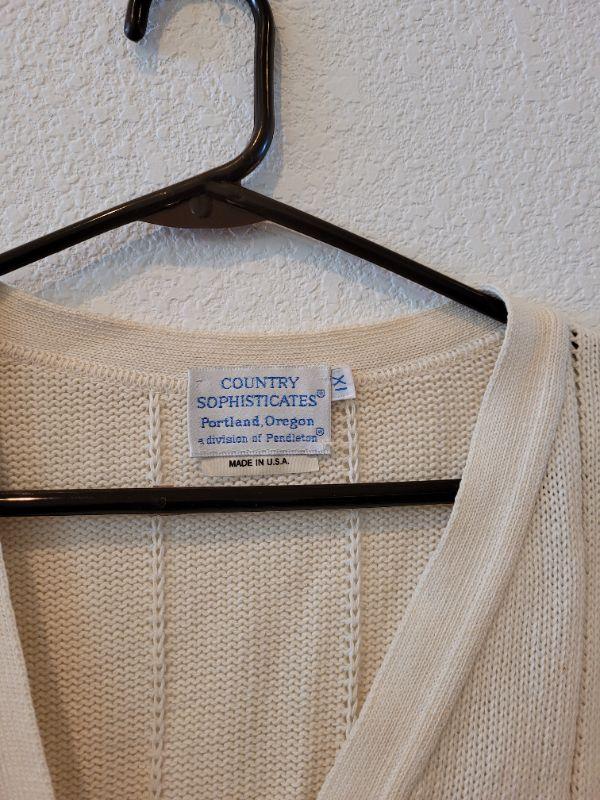 COUNTRY
SOPHISTICATES®
Portland, Oregon
a division of Pendleton®
XL
MADE IN U.S.A.